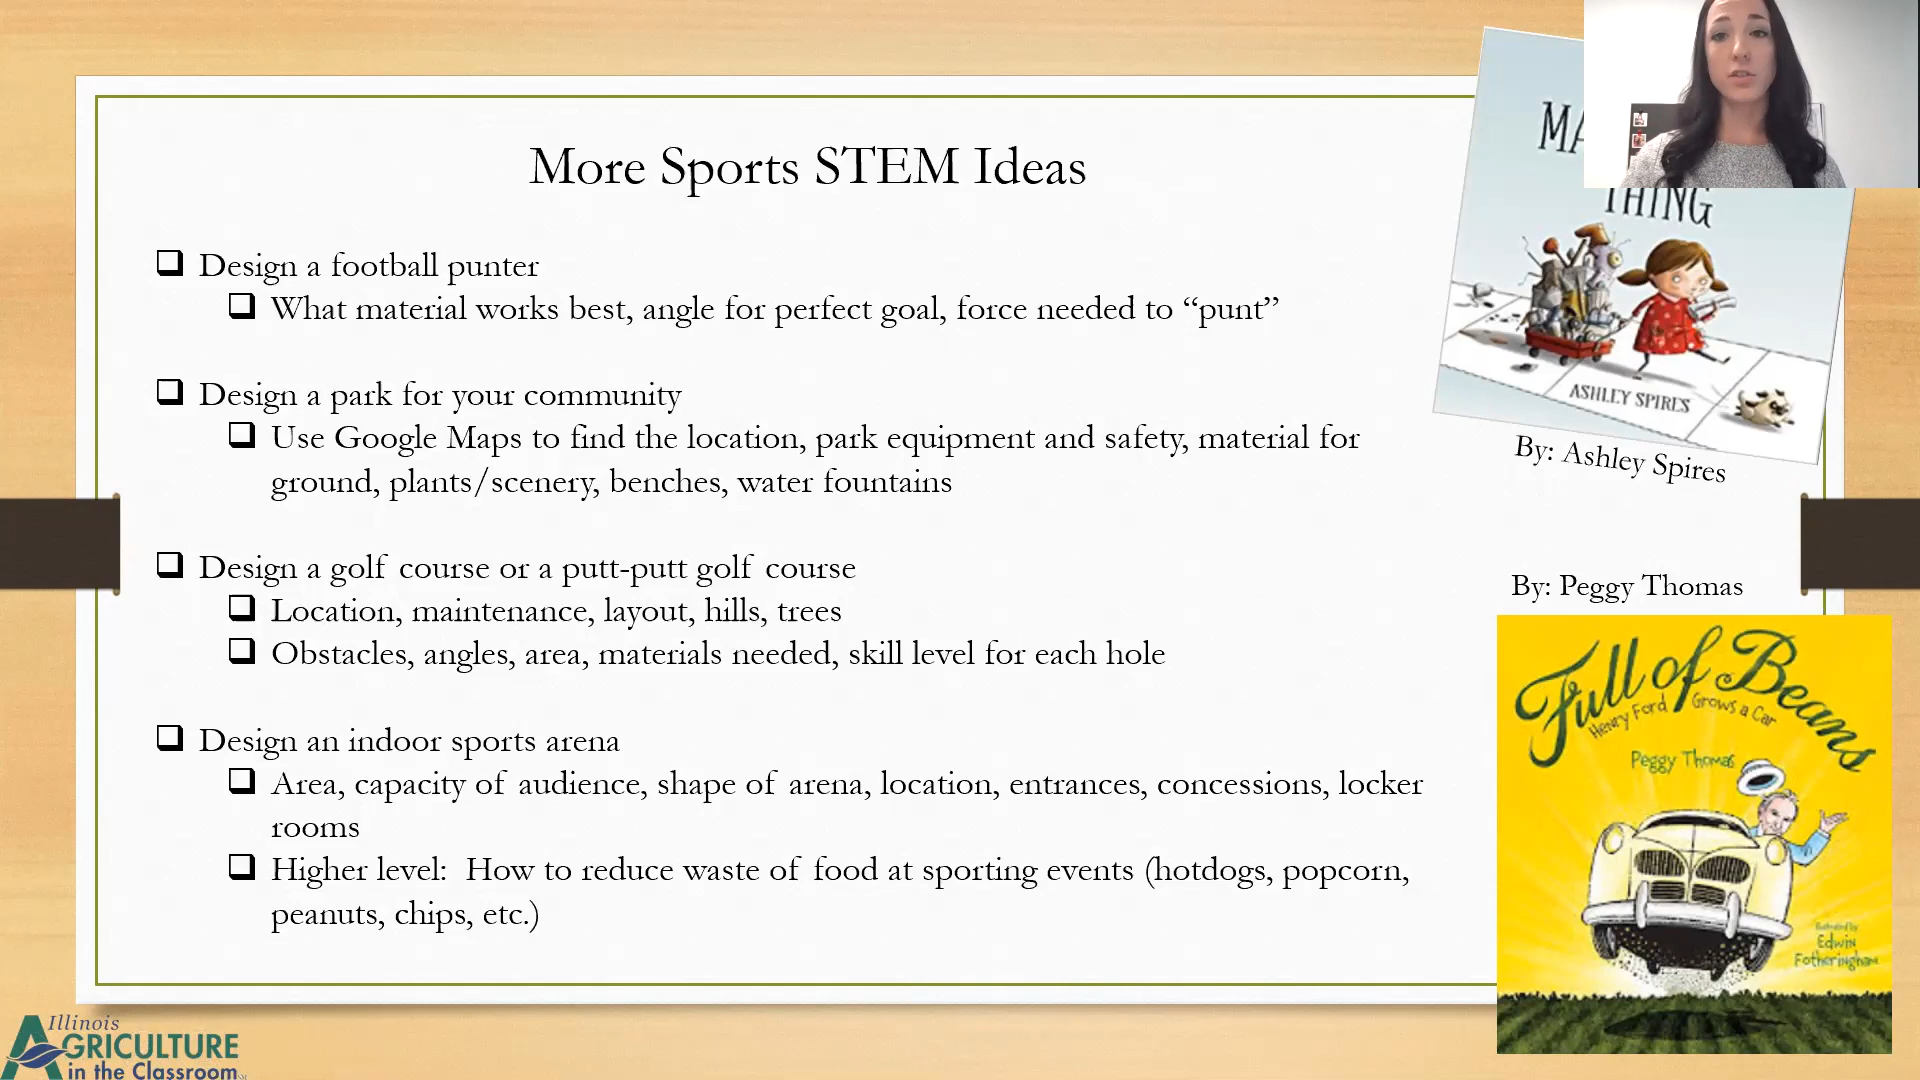 More Sports STEM Ideas
Design a football punter
What material works best, angle for perfect goal, force needed to “punt”
Design a park for your community
Use Google Maps to find the location, park equipment and safety, material for
ground, plants/scenery, benches, water fountains
Design a golf course or a putt-putt golf course
Location, maintenance, layout, hills, trees
Obstacles, angles, area, materials needed, skill level for each hole
Design an indoor sports arena
Area, capacity of audience, shape of arena, location, entrances, concessions, locker
rooms
Higher level: How to reduce waste of food at sporting events (hotdogs, popcorn,
peanuts, chips, etc.)
THING
ASHLEY SPIRES
By: Ashley Spires
By: Peggy Thomas
Full of Beans
Henry Ford Grows a Car
Peggy Thomas
Illustrated by
Edwin
Fotheringham
Illinois
AGRICULTURE
in the Classroom